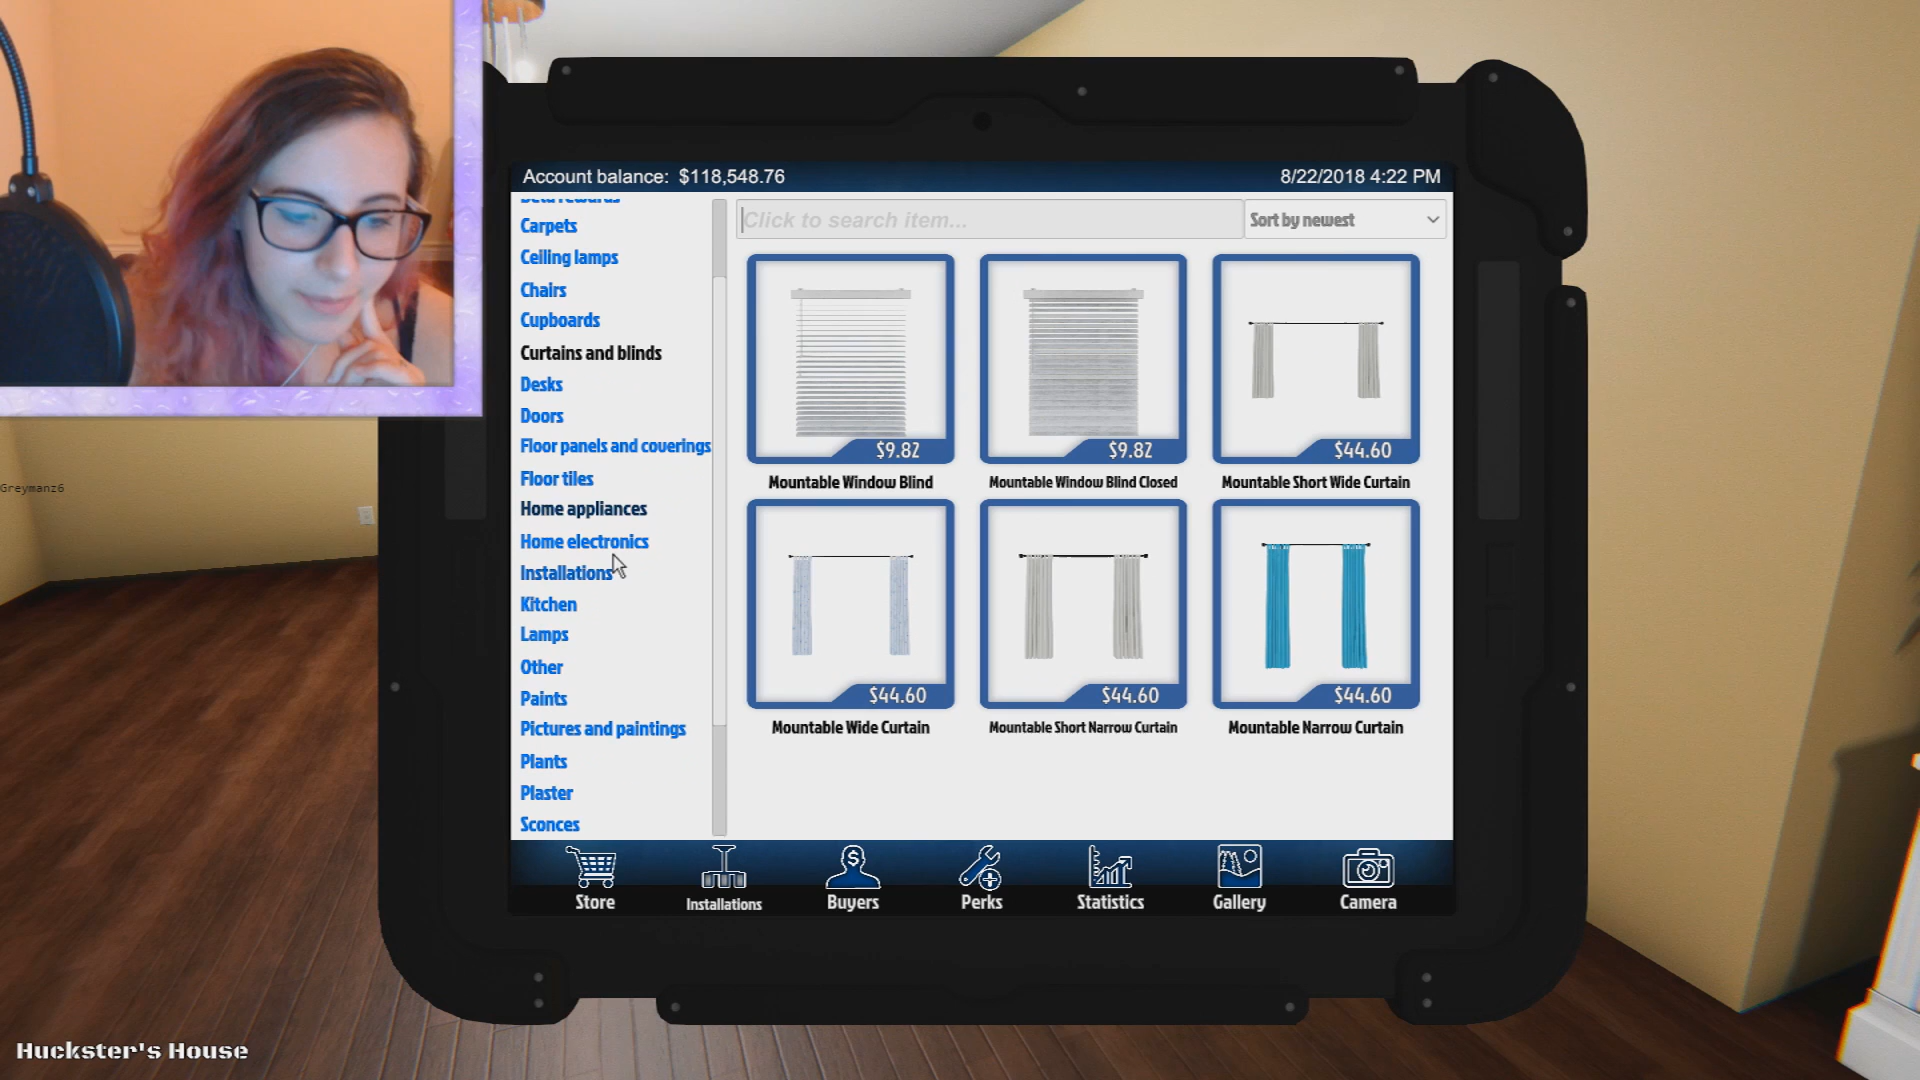 Account balance: $118,548.76
8/22/2018 4:22 PM
Beta rewards
Carpets
Ceiling lamps
Chairs
Cupboards
Curtains and blinds
Desks
Doors
Floor panels and coverings
Floor tiles
Home appliances
Home electronics
Installations
Kitchen
Lamps
Other
Paints
Pictures and paintings
Plants
Plaster
Sconces
Click to search item...
Sort by newest
$9.82
$9.82
$44.60
Mountable Window Blind
Mountable Window Blind Closed
Mountable Short Wide Curtain
$44.60
$44.60
$44.60
Mountable Wide Curtain
Mountable Short Narrow Curtain
Mountable Narrow Curtain
Store
Installations
Buyers
Perks
Statistics
Gallery
Camera
Greymanz6
Huckster's House